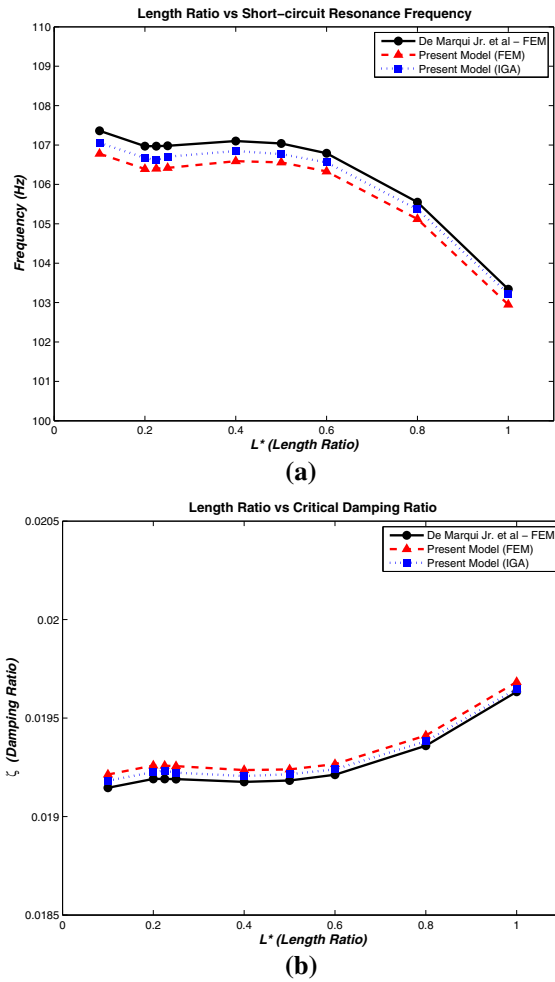 Length Ratio vs Short−circuit Resonance Frequency
110
109
108
107
106
105
104
103
102
101
100
Frequency (Hz)
De Marqui Jr. et al − FEM
Present Model (FEM)
Present Model (IGA)
0
0.2
0.4
0.6
0.8
1
L* (Length Ratio)
(a)
Length Ratio vs Critical Damping Ratio
0.0205
0.02
0.0195
0.019
0.0185
ζ (Damping Ratio)
De Marqui Jr. et al − FEM
Present Model (FEM)
Present Model (IGA)
0
0.2
0.4
0.6
0.8
1
L* (Length Ratio)
(b)